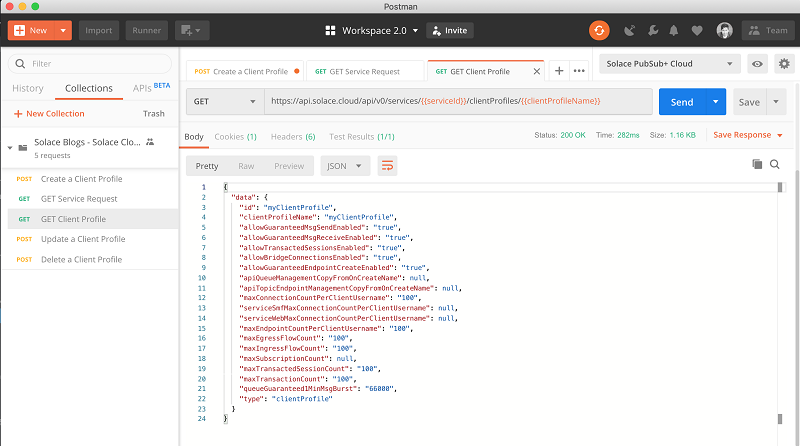 Postman
New
Import
Runner
Workspace 2.0
Invite
Team
Filter
History
Collections
APIs BETA
+ New Collection
Trash
Solace Blogs - Solace Clo...
5 requests
POST Create a Client Profile
GET GET Service Request
GET GET Client Profile
POST Update a Client Profile
POST Delete a Client Profile
POST Create a Client Profile
GET GET Service Request
GET GET Client Profile
Solace PubSub+ Cloud
GET
https://api.solace.cloud/api/v0/services/{{serviceId}}/clientProfiles/{{clientProfileName}}
Send
Save
Body
Cookies (1)
Headers (6)
Test Results (1/1)
Status: 200 OK
Time: 282ms
Size: 1.16 KB
Save Response
Pretty
Raw
Preview
JSON
1 {
2 "data": {
3 "id": "myClientProfile",
4 "clientProfileName": "myClientProfile",
5 "allowGuaranteedMsgSendEnabled": "true",
6 "allowGuaranteedMsgReceiveEnabled": "true",
7 "allowTransactedSessionsEnabled": "true",
8 "allowBridgeConnectionsEnabled": "true",
9 "allowGuaranteedEndpointCreateEnabled": "true",
10 "apiQueueManagementCopyFromOnCreateName": null,
11 "apiTopicEndpointManagementCopyFromOnCreateName": null,
12 "maxConnectionCountPerClientUsername": "100",
13 "serviceSmfMaxConnectionCountPerClientUsername": null,
14 "serviceWebMaxConnectionCountPerClientUsername": null,
15 "maxEndpointCountPerClientUsername": "100",
16 "maxEgressFlowCount": "100",
17 "maxIngressFlowCount": "100",
18 "maxSubscriptionCount": null,
19 "maxTransactedSessionCount": "100",
20 "maxTransactionCount": "100",
21 "queueGuaranteed1MinMsgBurst": "66000",
22 "type": "clientProfile"
23 }
24 }